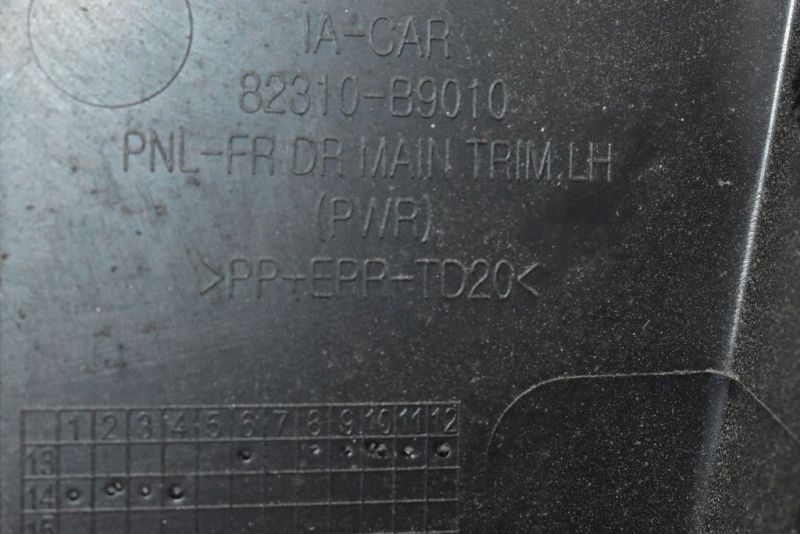 IA-CAR
82310-B9010
PNL-FR DR MAIN TRIM,LH
(PWR)
>PP+EPR-TD20<
1 2 3 4 5 6 7 8 9 10 11 12
13
14
15